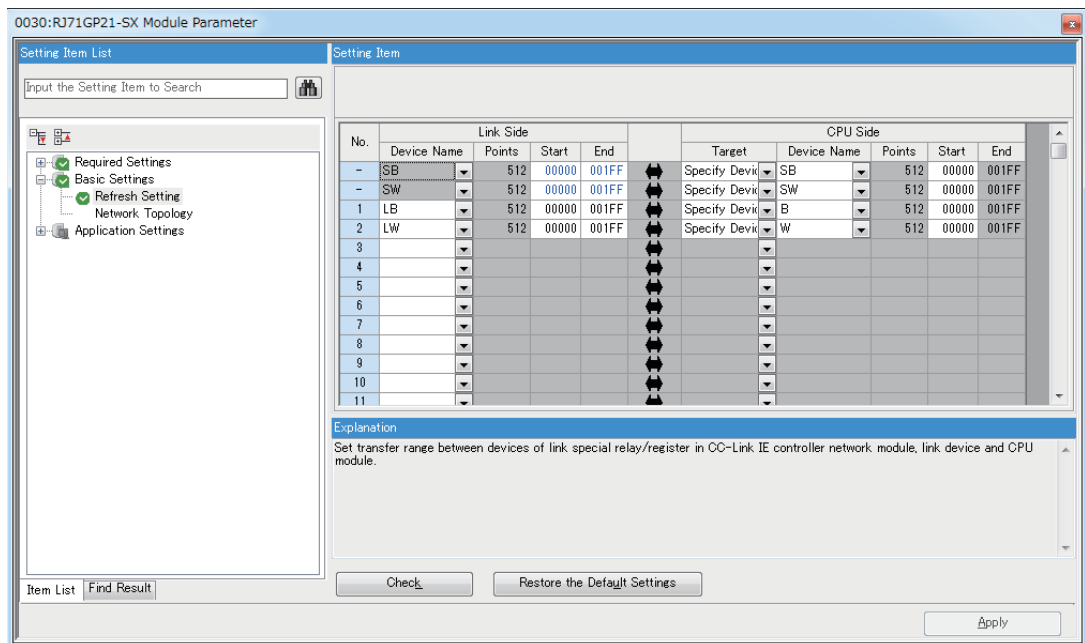 0030:RJ71GP21-SX Module Parameter
Setting Item List
Input the Setting Item to Search
Required Settings
Basic Settings
Refresh Setting
Network Topology
Application Settings
Item List Find Result
Setting Item
No. Link Side CPU Side
Device Name Points Start End Target Device Name Points Start End
- SB 512 00000 001FF Specify Devic SB 512 00000 001FF
- SW 512 00000 001FF Specify Devic SW 512 00000 001FF
1 LB 512 00000 001FF Specify Devic B 512 00000 001FF
2 LW 512 00000 001FF Specify Devic W 512 00000 001FF
3
4
5
6
7
8
9
10
11
Explanation
Set transfer range between devices of link special relay/register in CC-Link IE controller network module, link device and CPU
module.
Check Restore the Default Settings
Apply